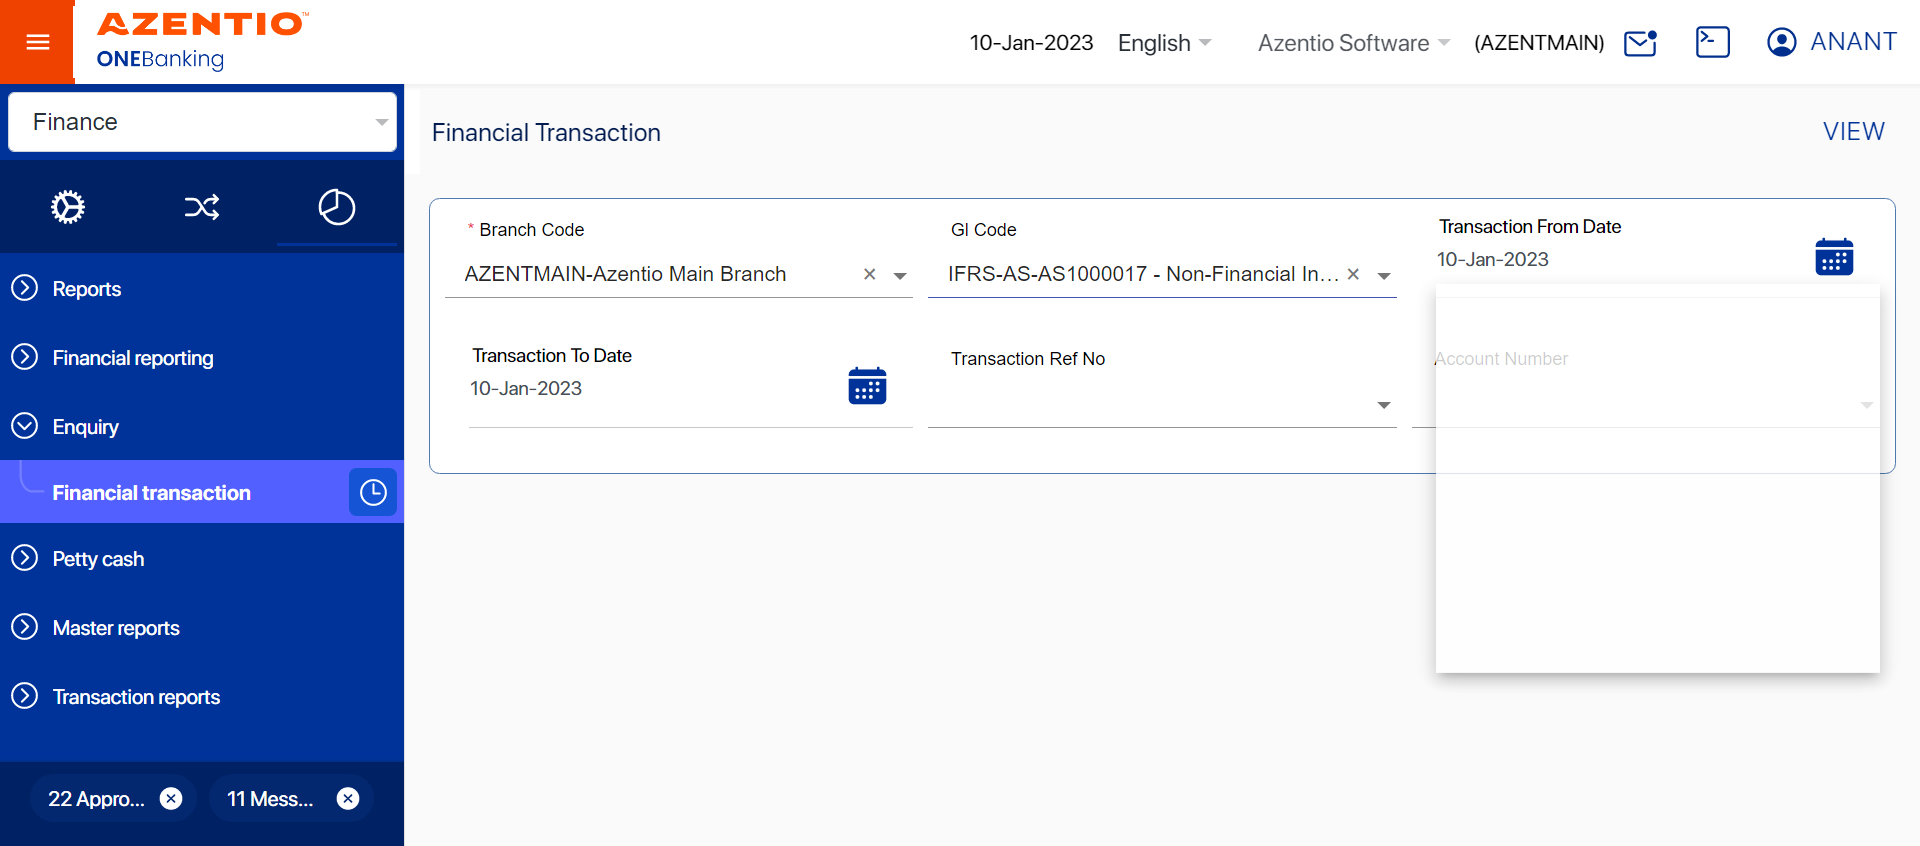 AZENTIO™
ONEBanking
10-Jan-2023 English Azentio Software (AZENTMAIN) ANANT
Finance
Reports
Financial reporting
Enquiry
Financial transaction
Petty cash
Master reports
Transaction reports
22 Appro...
11 Mess...
Financial Transaction
VIEW
* Branch Code
AZENTMAIN-Azentio Main Branch
GI Code
IFRS-AS-AS1000017 - Non-Financial In...
Transaction From Date
10-Jan-2023
Transaction To Date
10-Jan-2023
Transaction Ref No
Account Number